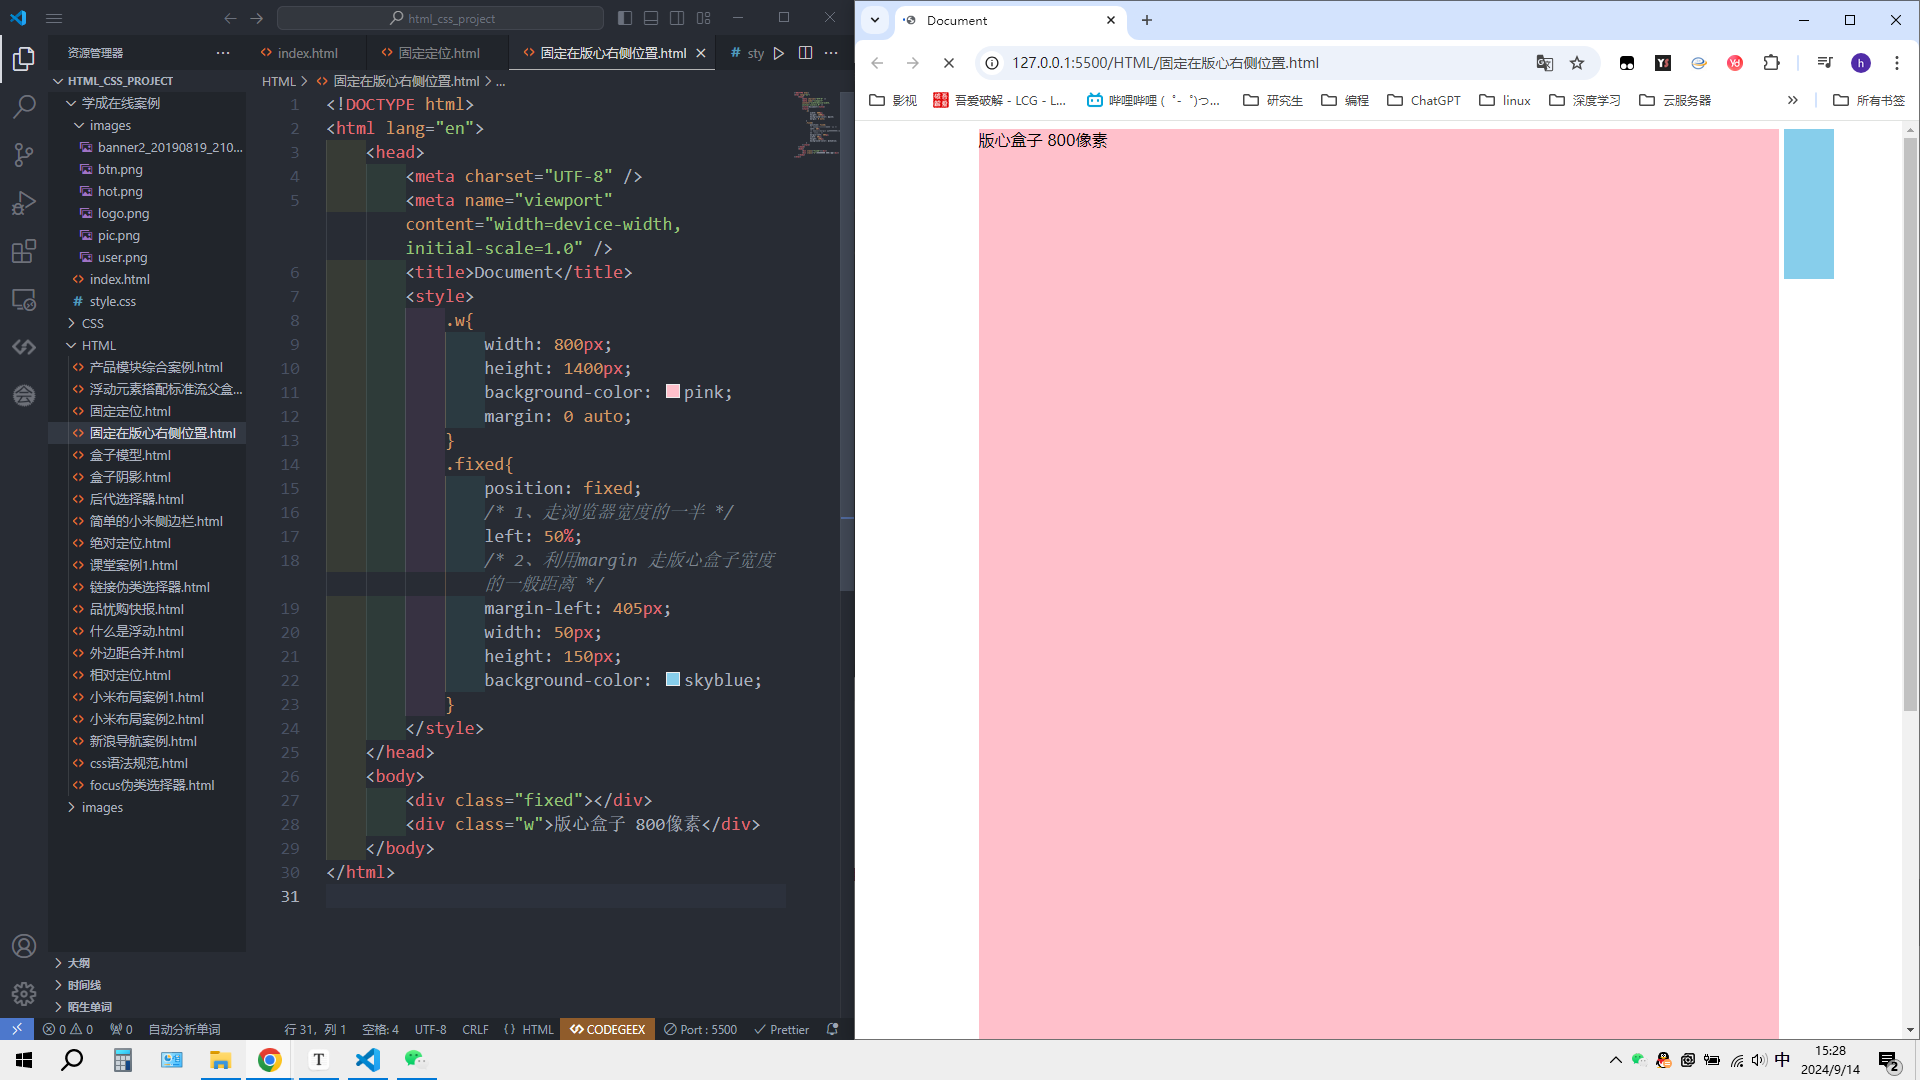 html_css_project
资源管理器
index.html
固定定位.html
固定在版心右侧位置.html
sty
HTML_CSS_PROJECT
学成在线案例
images
banner2_20190819_210...
btn.png
hot.png
logo.png
pic.png
user.png
index.html
style.css
CSS
HTML
产品模块综合案例.html
浮动元素搭配标准流父盒...
固定定位.html
固定在版心右侧位置.html
盒子模型.html
盒子阴影.html
后代选择器.html
简单的小米侧边栏.html
绝对定位.html
课堂案例1.html
链接伪类选择器.html
品忧购快报.html
什么是浮动.html
外边距合并.html
相对定位.html
小米布局案例1.html
小米布局案例2.html
新浪导航案例.html
css语法规范.html
focus伪类选择器.html
images
大纲
时间线
陌生单词
HTML > 固定在版心右侧位置.html > ...
1 <!DOCTYPE html>
2 <html lang="en">
3 <head>
4 <meta charset="UTF-8" />
5 <meta name="viewport"
content="width=device-width,
initial-scale=1.0" />
6 <title>Document</title>
7 <style>
8 .w{
9 width: 800px;
10 height: 1400px;
11 background-color: pink;
12 margin: 0 auto;
13 }
14 .fixed{
15 position: fixed;
16 /* 1、走浏览器宽度的一半 */
17 left: 50%;
18 /* 2、利用margin 走版心盒子宽度
的一般距离 */
19 margin-left: 405px;
20 width: 50px;
21 height: 150px;
22 background-color: skyblue;
23 }
24 </style>
25 </head>
26 <body>
27 <div class="fixed"></div>
28 <div class="w">版心盒子 800像素</div>
29 </body>
30 </html>
31
0 0 0 自动分析单词 行 31，列 1 空格: 4 UTF-8 CRLF {} HTML CODEGEEX Port : 5500 Prettier
Document
127.0.0.1:5500/HTML/固定在版心右侧位置.html
h
影视
吾爱破解 - LCG - L...
哔哩哔哩 (゜-゜)つ...
研究生
编程
ChatGPT
linux
深度学习
云服务器
所有书签
版心盒子 800像素
中
15:28
2024/9/14
2